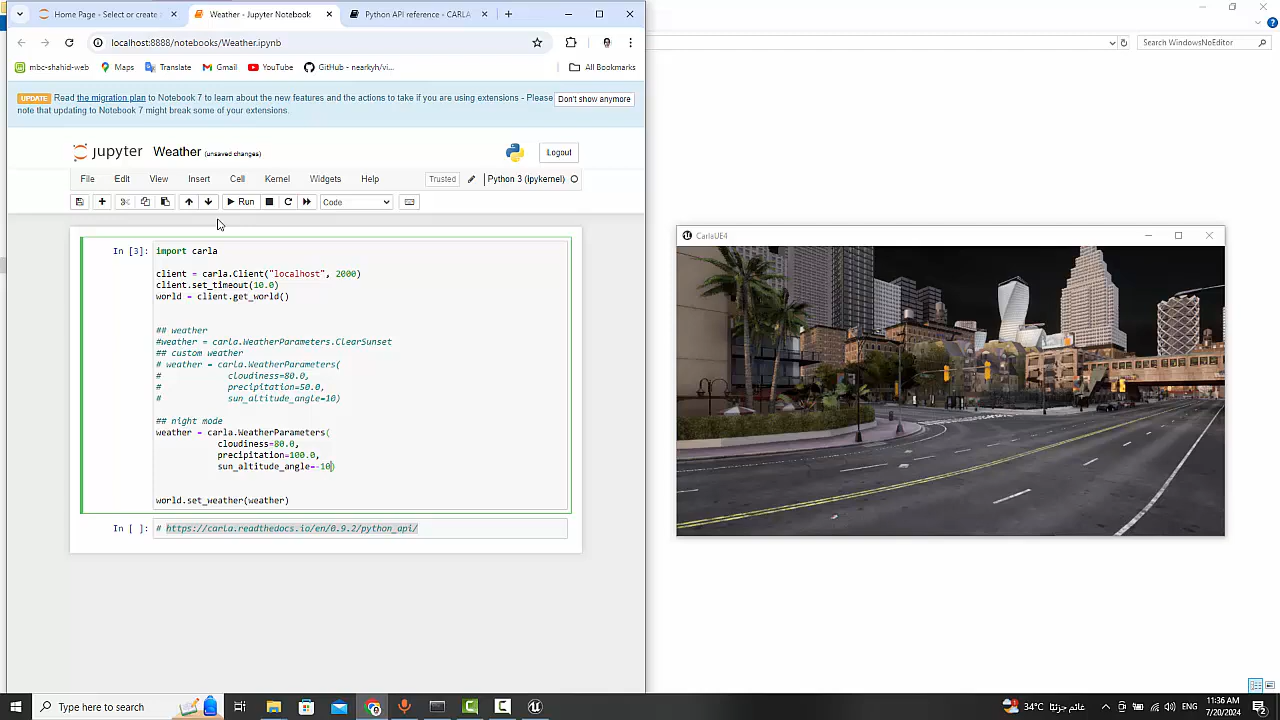 Home Page - Select or create a
Weather - Jupyter Notebook
Python API reference - CARLA
localhost:8888/notebooks/Weather.ipynb
Search WindowsNoEditor
mbc-shahid-web
Maps
Translate
Gmail
YouTube
GitHub - nearkyh/vi...
All Bookmarks
UPDATE Read the migration plan to Notebook 7 to learn about the new features and the actions to take if you are using extensions - Please
note that updating to Notebook 7 might break some of your extensions.
Don't show anymore
jupyter Weather (unsaved changes)
Logout
File Edit View Insert Cell Kernel Widgets Help
Trusted
Python 3 (ipykernel)
Run
Code
CarlaUE4
In [3]: import carla
client = carla.Client("localhost", 2000)
client.set_timeout(10.0)
world = client.get_world()
## weather
#weather = carla.WeatherParameters.ClearSunset
## custom weather
# weather = carla.WeatherParameters(
# cloudiness=80.0,
# precipitation=50.0,
# sun_altitude_angle=10)
## night mode
weather = carla.WeatherParameters(
cloudiness=80.0,
precipitation=100.0,
sun_altitude_angle=-10)
world.set_weather(weather)
In [ ]: # https://carla.readthedocs.io/en/0.9.2/python_api/
Type here to search
34°C غائم جزئيًا
ENG
11:36 AM
7/20/2024
2